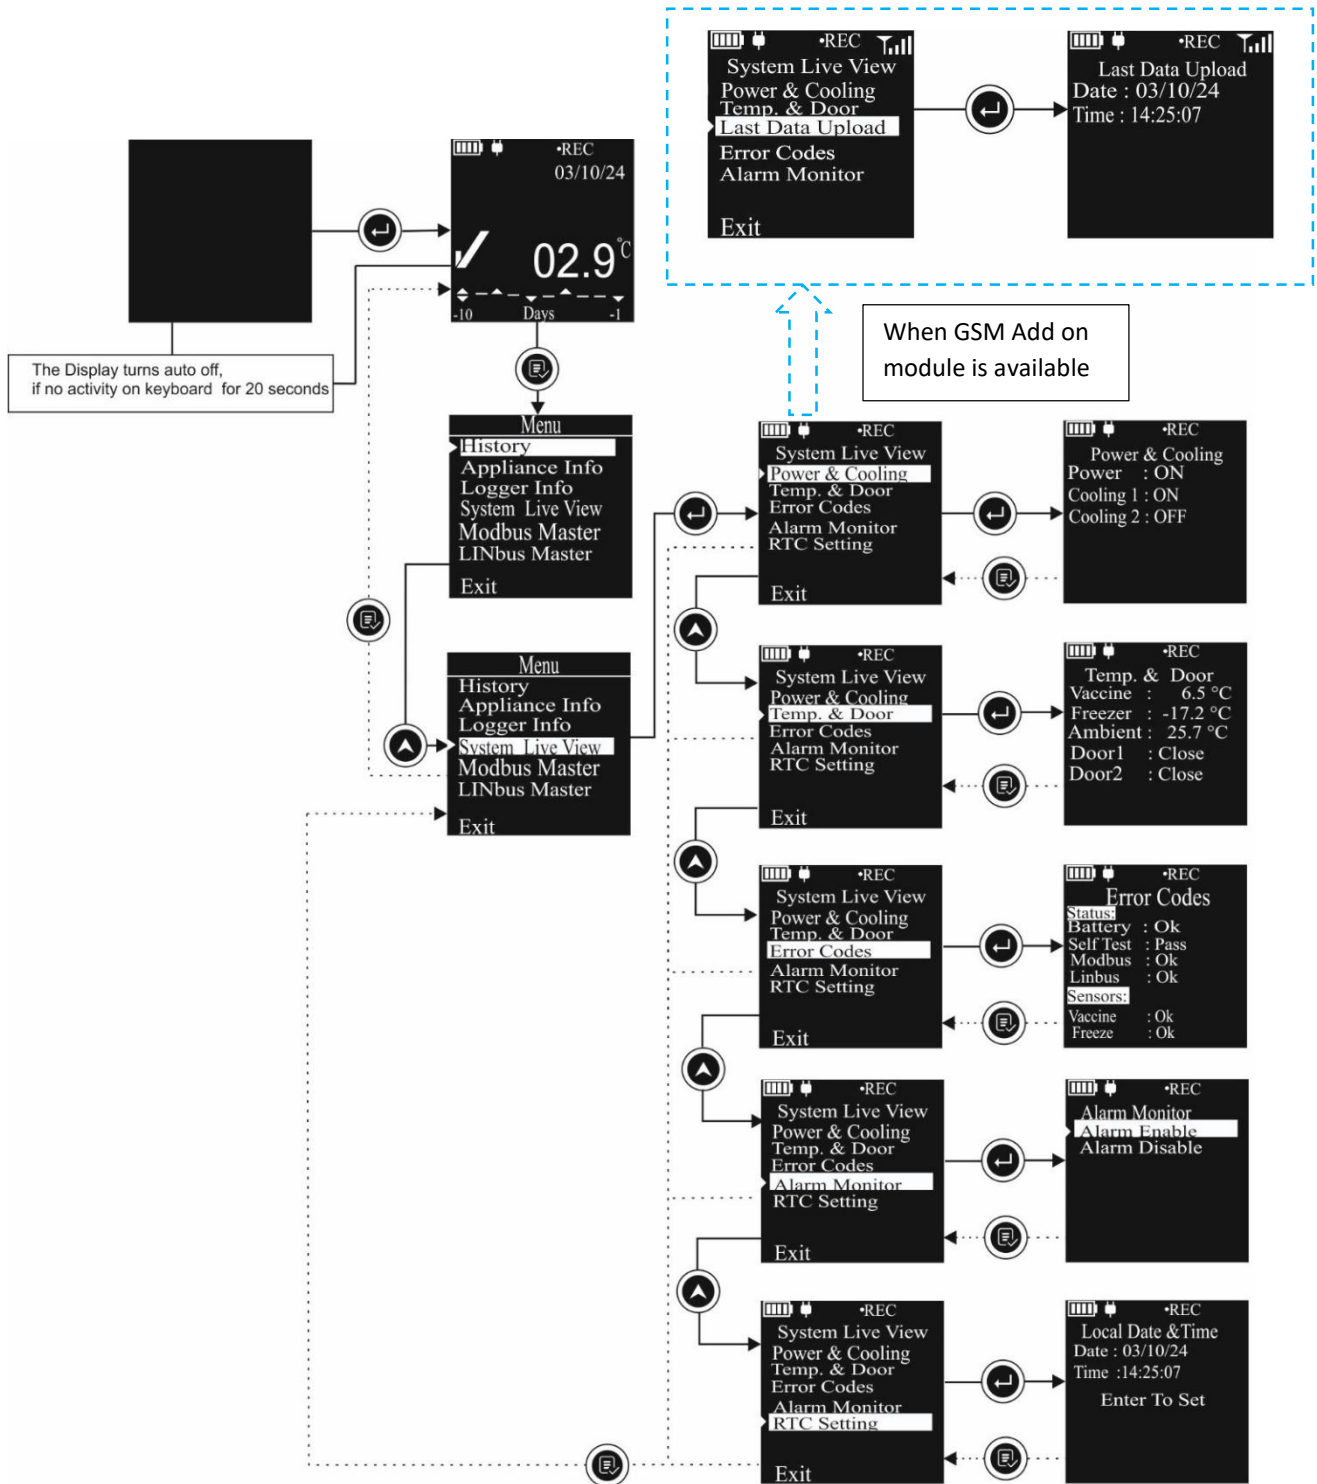 •REC
System Live View
Power & Cooling
Temp. & Door
Last Data Upload
Error Codes
Alarm Monitor
Exit
•REC
Last Data Upload
Date : 03/10/24
Time : 14:25:07
•REC
03/10/24
02.9°C
-10 Days -1
The Display turns auto off,
if no activity on keyboard for 20 seconds
When GSM Add on
module is available
Menu
History
Appliance Info
Logger Info
System Live View
Modbus Master
LINbus Master
Exit
•REC
System Live View
Power & Cooling
Temp. & Door
Error Codes
Alarm Monitor
RTC Setting
Exit
•REC
Power & Cooling
Power : ON
Cooling 1 : ON
Cooling 2 : OFF
Menu
History
Appliance Info
Logger Info
System Live View
Modbus Master
LINbus Master
Exit
•REC
System Live View
Power & Cooling
Temp. & Door
Error Codes
Alarm Monitor
RTC Setting
Exit
•REC
Temp. & Door
Vaccine : 6.5 °C
Freezer : -17.2 °C
Ambient : 25.7 °C
Door1 : Close
Door2 : Close
•REC
System Live View
Power & Cooling
Temp. & Door
Error Codes
Alarm Monitor
RTC Setting
Exit
•REC
Error Codes
Status:
Battery : Ok
Self Test : Pass
Modbus : Ok
Linbus : Ok
Sensors:
Vaccine : Ok
Freeze : Ok
•REC
System Live View
Power & Cooling
Temp. & Door
Error Codes
Alarm Monitor
RTC Setting
Exit
•REC
Alarm Monitor
Alarm Enable
Alarm Disable
•REC
System Live View
Power & Cooling
Temp. & Door
Error Codes
Alarm Monitor
RTC Setting
Exit
•REC
Local Date &Time
Date : 03/10/24
Time :14:25:07
Enter To Set